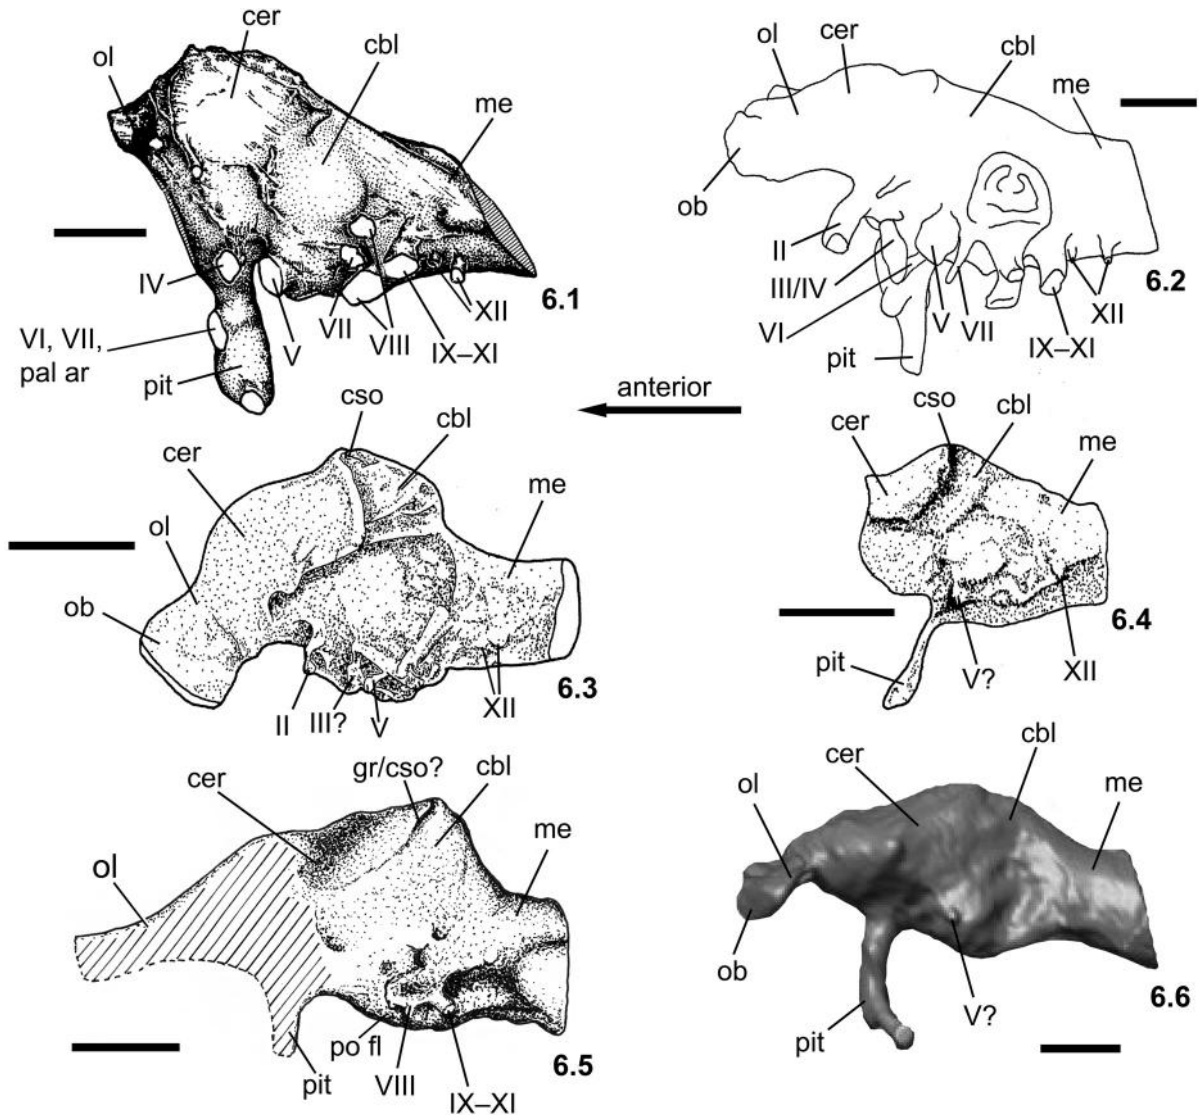 cer
cbl
ol
me
IV
V
VII
VIII
XII
IX–XI
VI, VII,
pal ar
pit
6.1
cer
ol
cbl
me
ob
II
III/IV
VI
V
VII
XII
IX–XI
pit
6.2
anterior
cso
cbl
cer
me
ol
ob
II
III?
V
XII
6.3
cso
cbl
cer
me
pit
V?
XII
6.4
gr/cso?
cer
cbl
me
ol
po fl
pit
VIII
IX–XI
6.5
cbl
cer
ol
me
ob
V?
pit
6.6